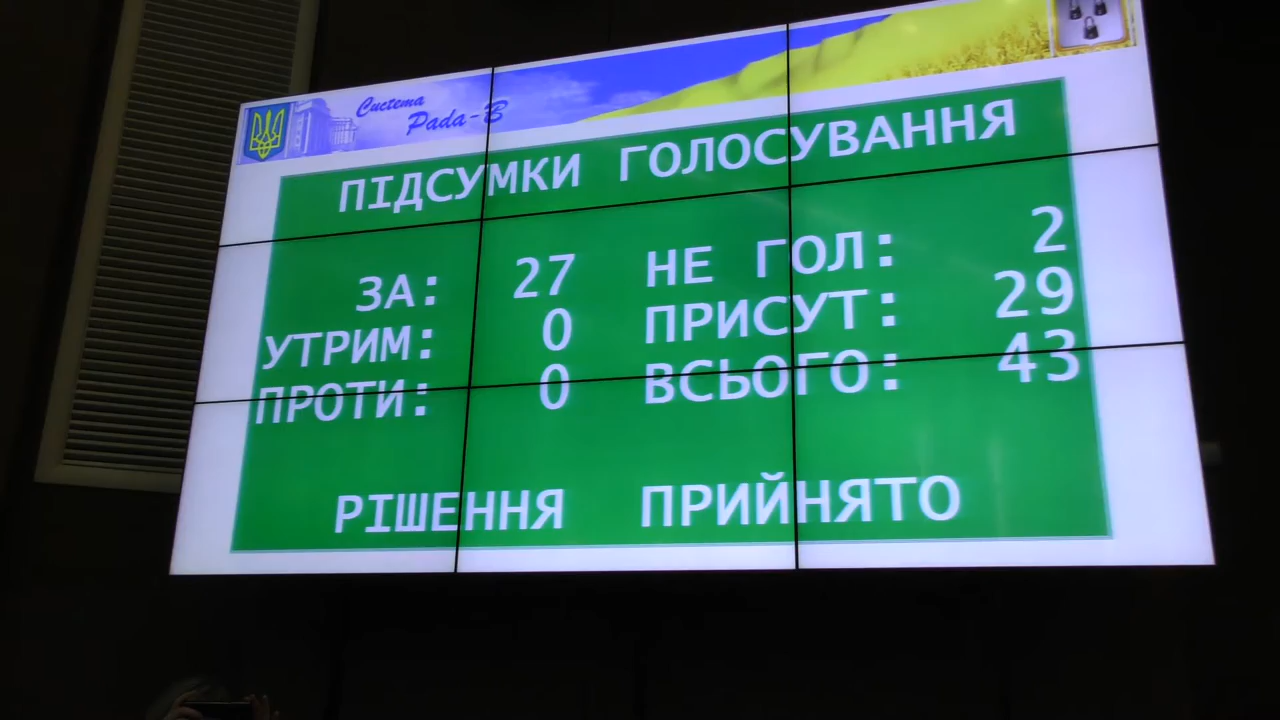 Система
Рада-В
ПІДСУМКИ ГОЛОСУВАННЯ
ЗА: 27 НЕ ГОЛ: 2
УТРИМ: 0 ПРИСУТ: 29
ПРОТИ: 0 ВСЬОГО: 43
РІШЕННЯ ПРИЙНЯТО